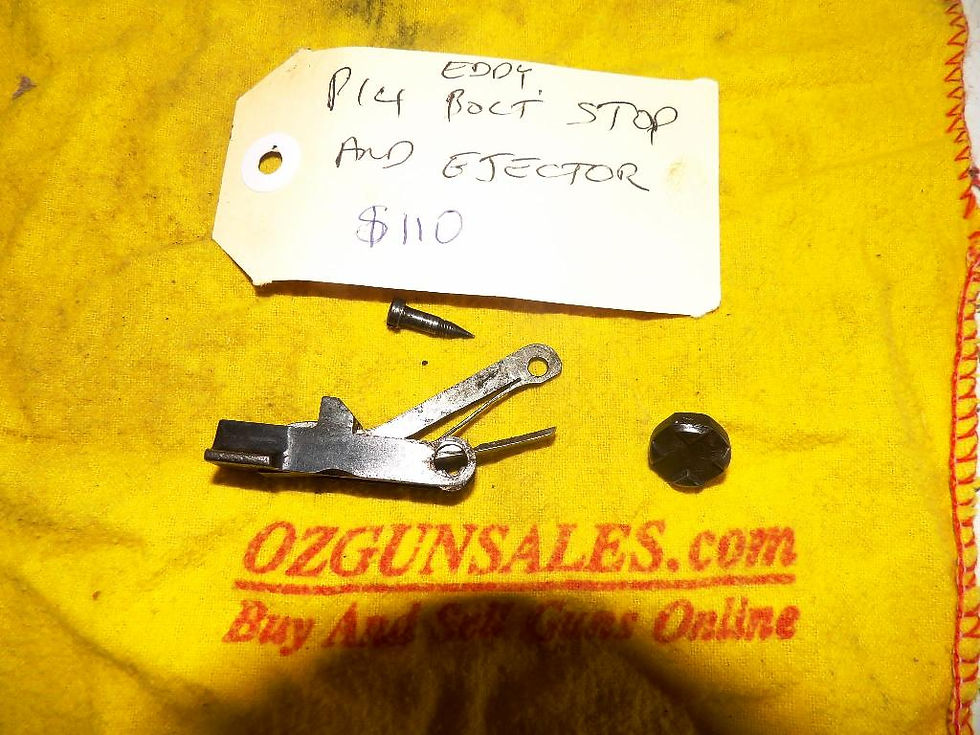 EDDY.
P14 BOLT STOP
AND EJECTOR
$110
OZGUNSALES.com
Buy And Sell Guns Online